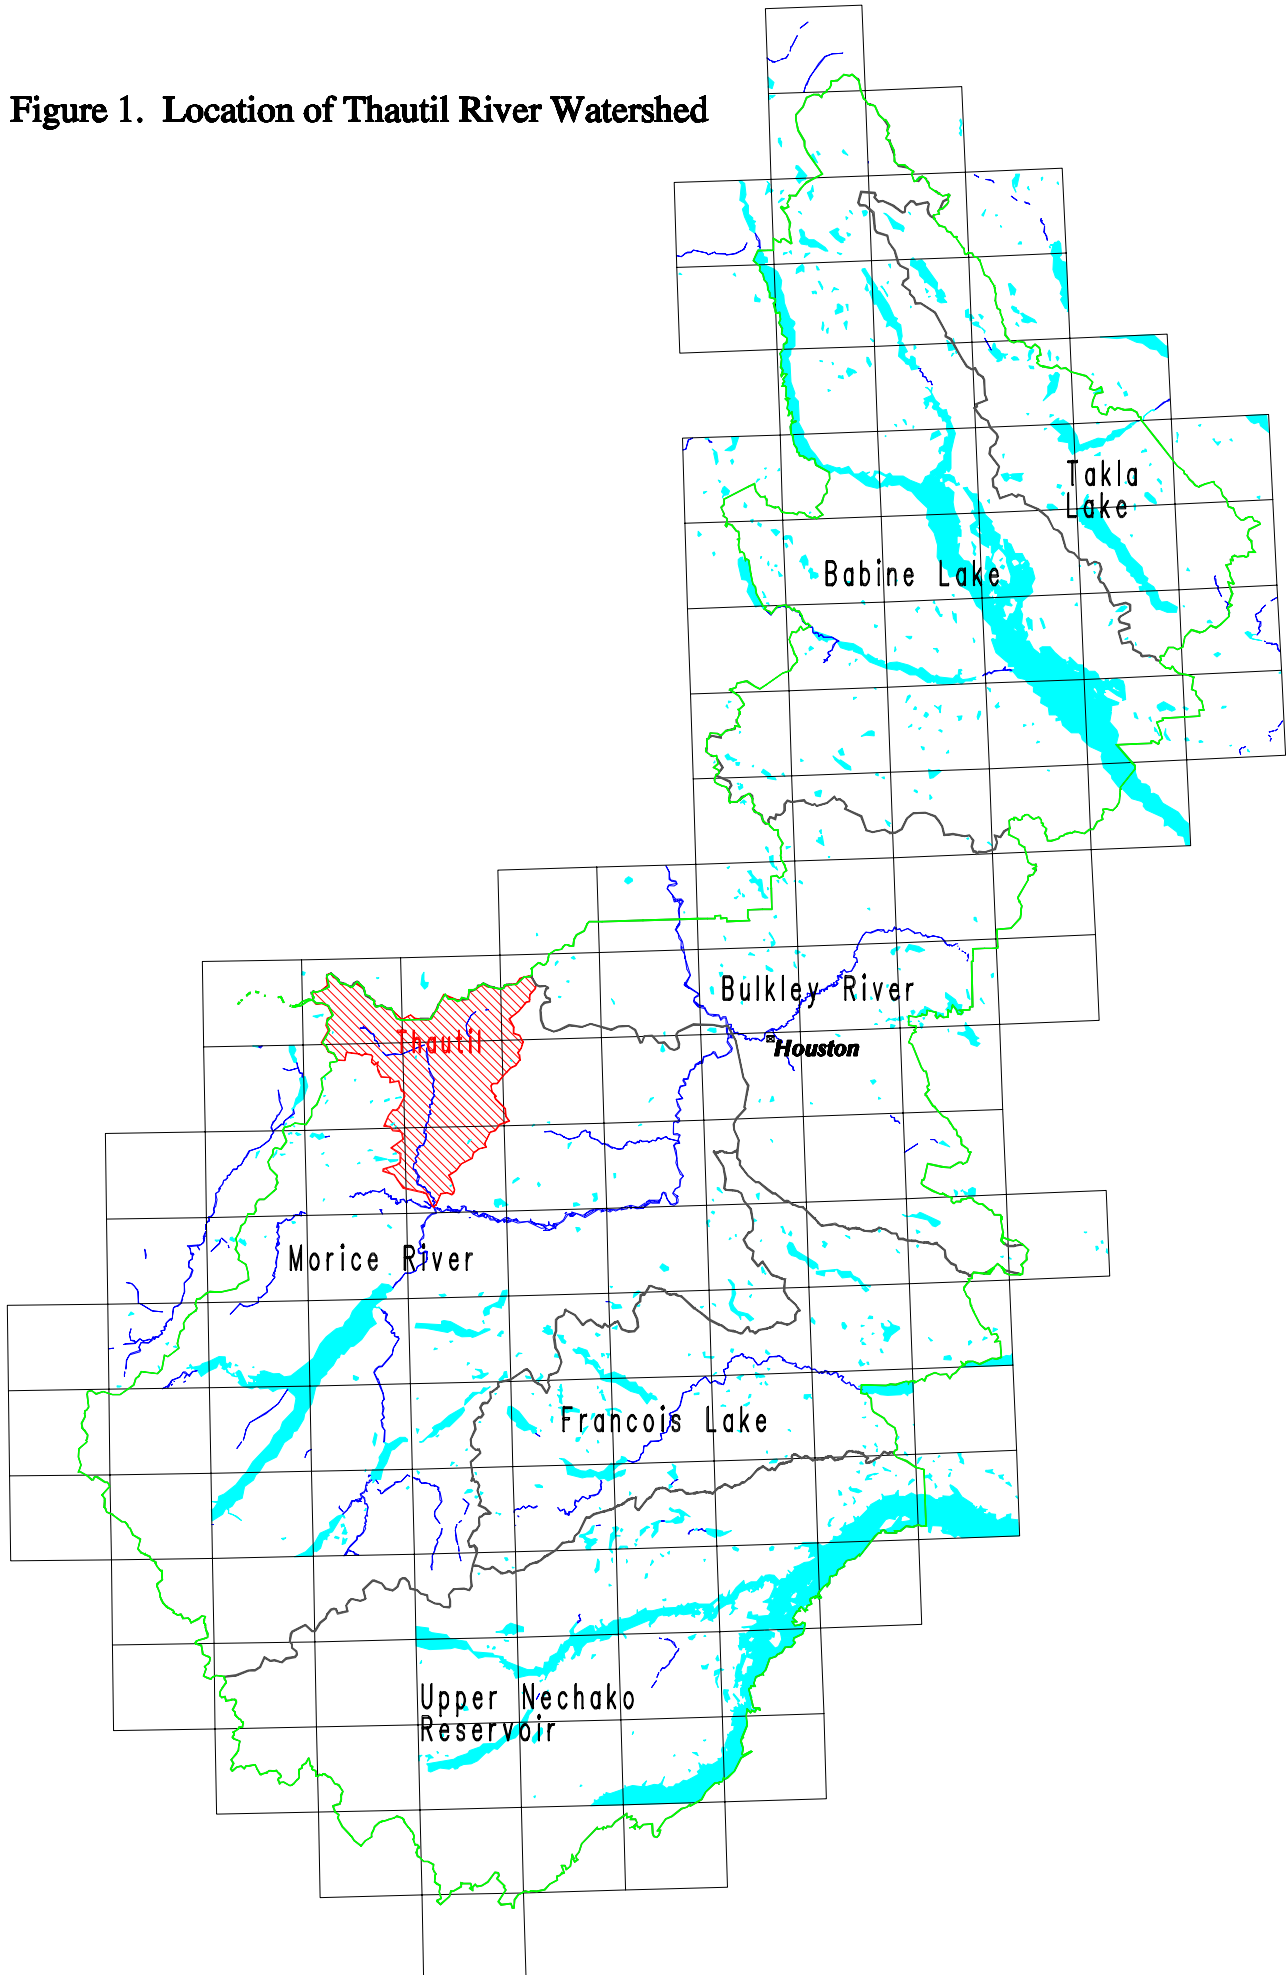 Figure 1. Location of Thautil River Watershed
Takla
Lake
Babine Lake
Bulkley River
Thautil
Houston
Morice River
Francois Lake
Upper Nechako
Reservoir